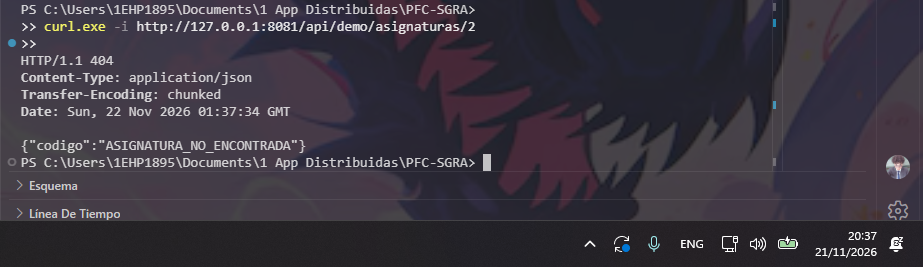 PS C:\Users\1EHP1895\Documents\1 App Distribuidas\PFC-SGRA>
>> curl.exe -i http://127.0.0.1:8081/api/demo/asignaturas/2
>>
HTTP/1.1 404
Content-Type: application/json
Transfer-Encoding: chunked
Date: Sun, 22 Nov 2026 01:37:34 GMT
{"codigo":"ASIGNATURA_NO_ENCONTRADA"}
PS C:\Users\1EHP1895\Documents\1 App Distribuidas\PFC-SGRA>
Esquema
Línea De Tiempo
ENG
20:37
21/11/2026